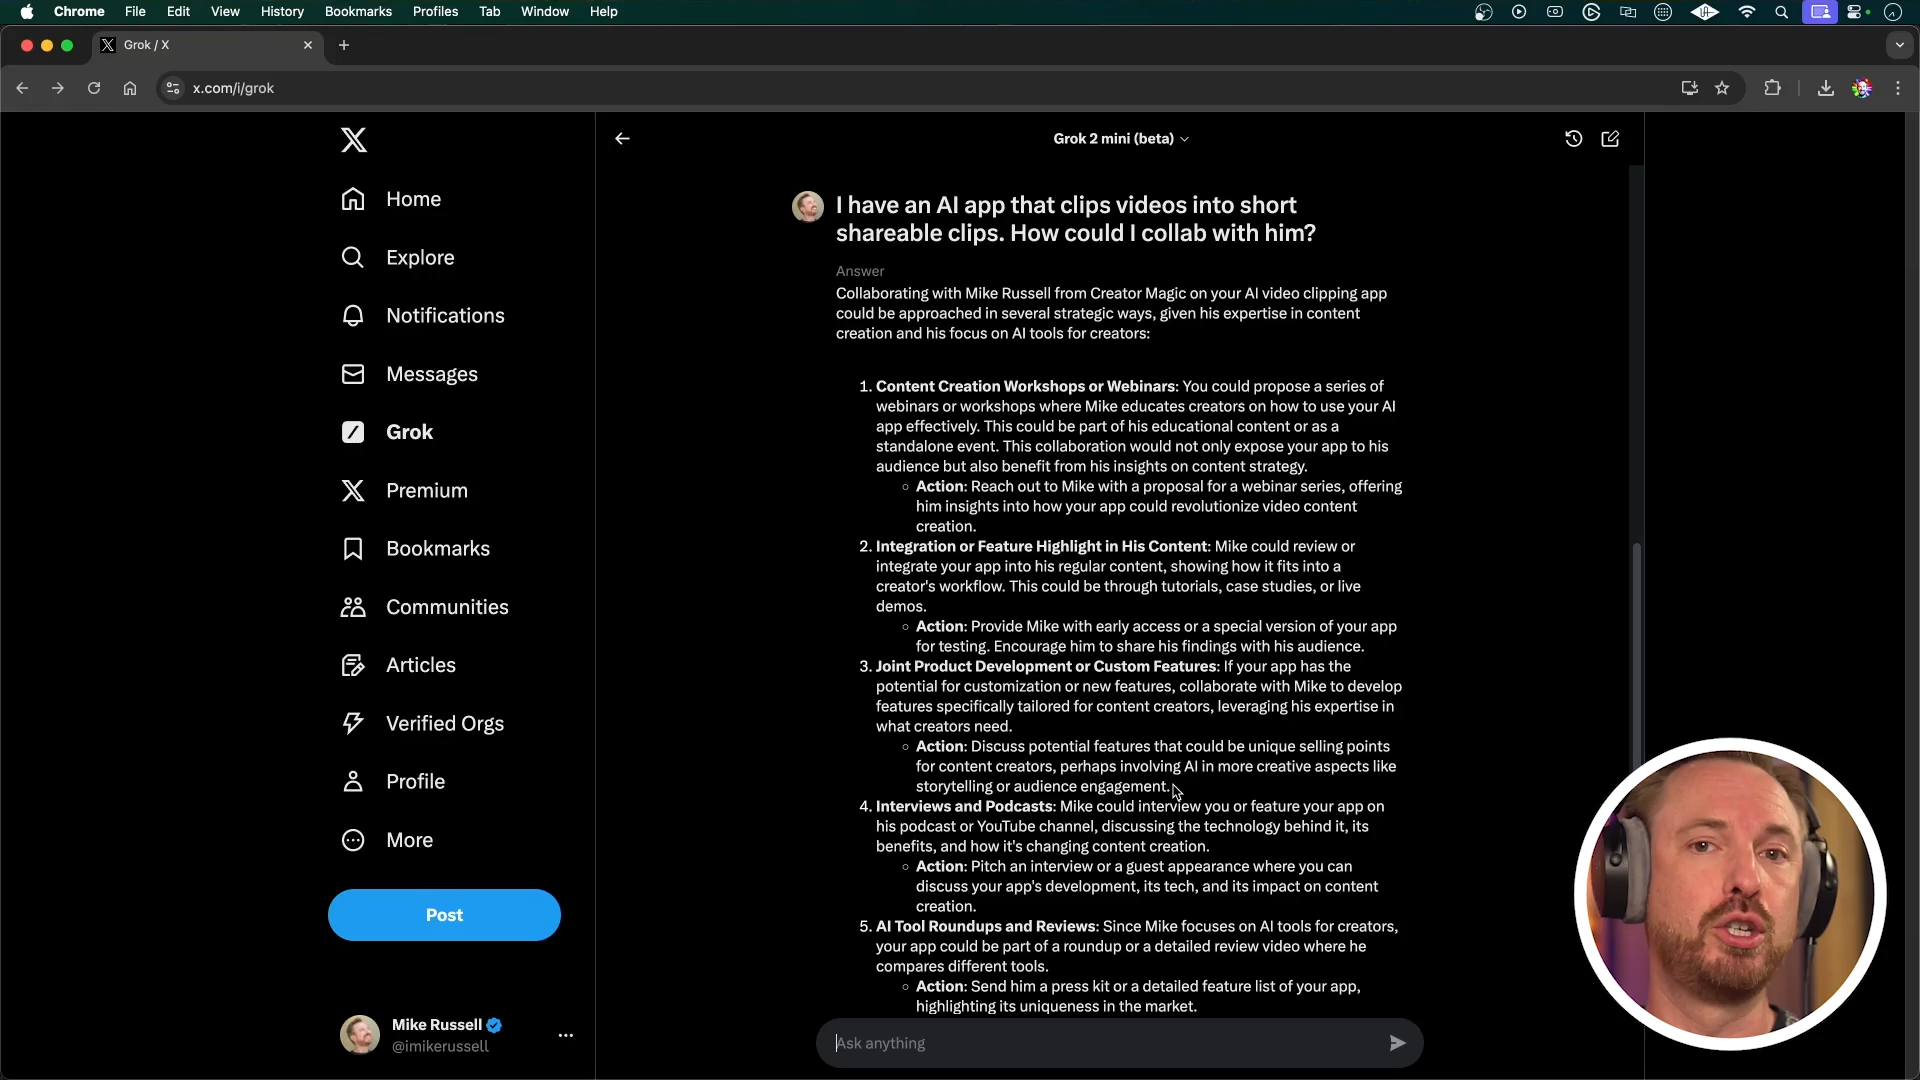 Chrome File Edit View History Bookmarks Profiles Tab Window Help
Grok / X
x.com/i/grok
Home
Explore
Notifications
Messages
Grok
Premium
Bookmarks
Communities
Articles
Verified Orgs
Profile
More
Post
Mike Russell
@imikerussell
Grok 2 mini (beta)
I have an AI app that clips videos into short
shareable clips. How could I collab with him?
Answer
Collaborating with Mike Russell from Creator Magic on your AI video clipping app
could be approached in several strategic ways, given his expertise in content
creation and his focus on AI tools for creators:
1. Content Creation Workshops or Webinars: You could propose a series of
webinars or workshops where Mike educates creators on how to use your AI
app effectively. This could be part of his educational content or as a
standalone event. This collaboration would not only expose your app to his
audience but also benefit from his insights on content strategy.
○ Action: Reach out to Mike with a proposal for a webinar series, offering
him insights into how your app could revolutionize video content
creation.
2. Integration or Feature Highlight in His Content: Mike could review or
integrate your app into his regular content, showing how it fits into a
creator's workflow. This could be through tutorials, case studies, or live
demos.
○ Action: Provide Mike with early access or a special version of your app
for testing. Encourage him to share his findings with his audience.
3. Joint Product Development or Custom Features: If your app has the
potential for customization or new features, collaborate with Mike to develop
features specifically tailored for content creators, leveraging his expertise in
what creators need.
○ Action: Discuss potential features that could be unique selling points
for content creators, perhaps involving AI in more creative aspects like
storytelling or audience engagement.
4. Interviews and Podcasts: Mike could interview you or feature your app on
his podcast or YouTube channel, discussing the technology behind it, its
benefits, and how it's changing content creation.
○ Action: Pitch an interview or a guest appearance where you can
discuss your app's development, its tech, and its impact on content
creation.
5. AI Tool Roundups and Reviews: Since Mike focuses on AI tools for creators,
your app could be part of a roundup or a detailed review video where he
compares different tools.
○ Action: Send him a press kit or a detailed feature list of your app,
highlighting its uniqueness in the market.
Ask anything